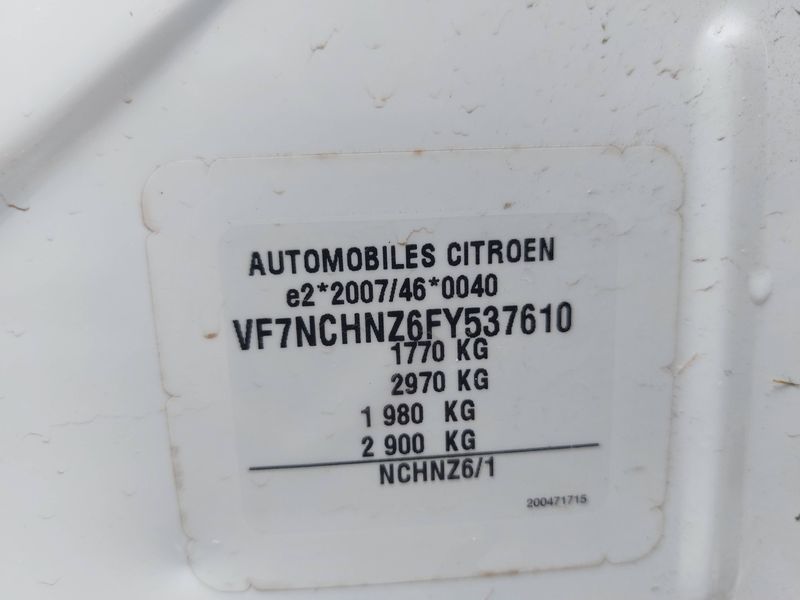 AUTOMOBILES CITROEN
e2*2007/46*0040
VF7NCHNZ6FY537610
1770 KG
2970 KG
1 980 KG
2 900 KG
NCHNZ6/1
200471715